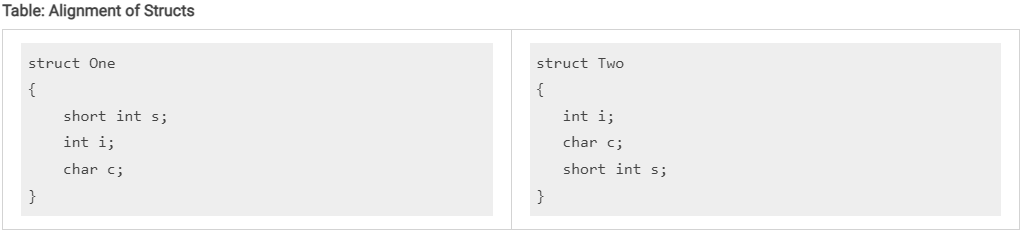 Table: Alignment of Structs
struct One
{
short int s;
int i;
char c;
}
struct Two
{
int i;
char c;
short int s;
}